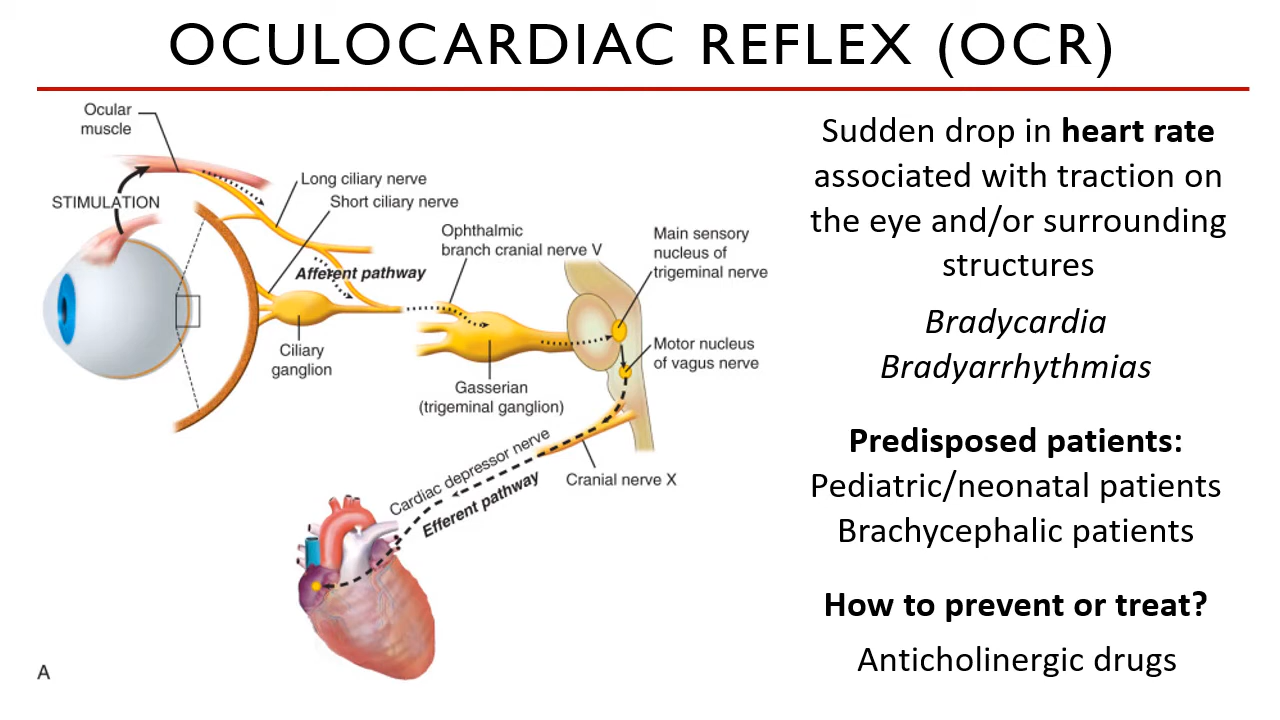 OCULOCARDIAC REFLEX (OCR)
Ocular
muscle
STIMULATION
Long ciliary nerve
Short ciliary nerve
Afferent pathway
Ophthalmic
branch cranial nerve V
Main sensory
nucleus of
trigeminal nerve
Ciliary
ganglion
Gasserian
(trigeminal ganglion)
Motor nucleus
of vagus nerve
Cardiac depressor nerve
Efferent pathway
Cranial nerve X
A
Sudden drop in heart rate
associated with traction on
the eye and/or surrounding
structures
Bradycardia
Bradyarrhythmias
Predisposed patients:
Pediatric/neonatal patients
Brachycephalic patients
How to prevent or treat?
Anticholinergic drugs